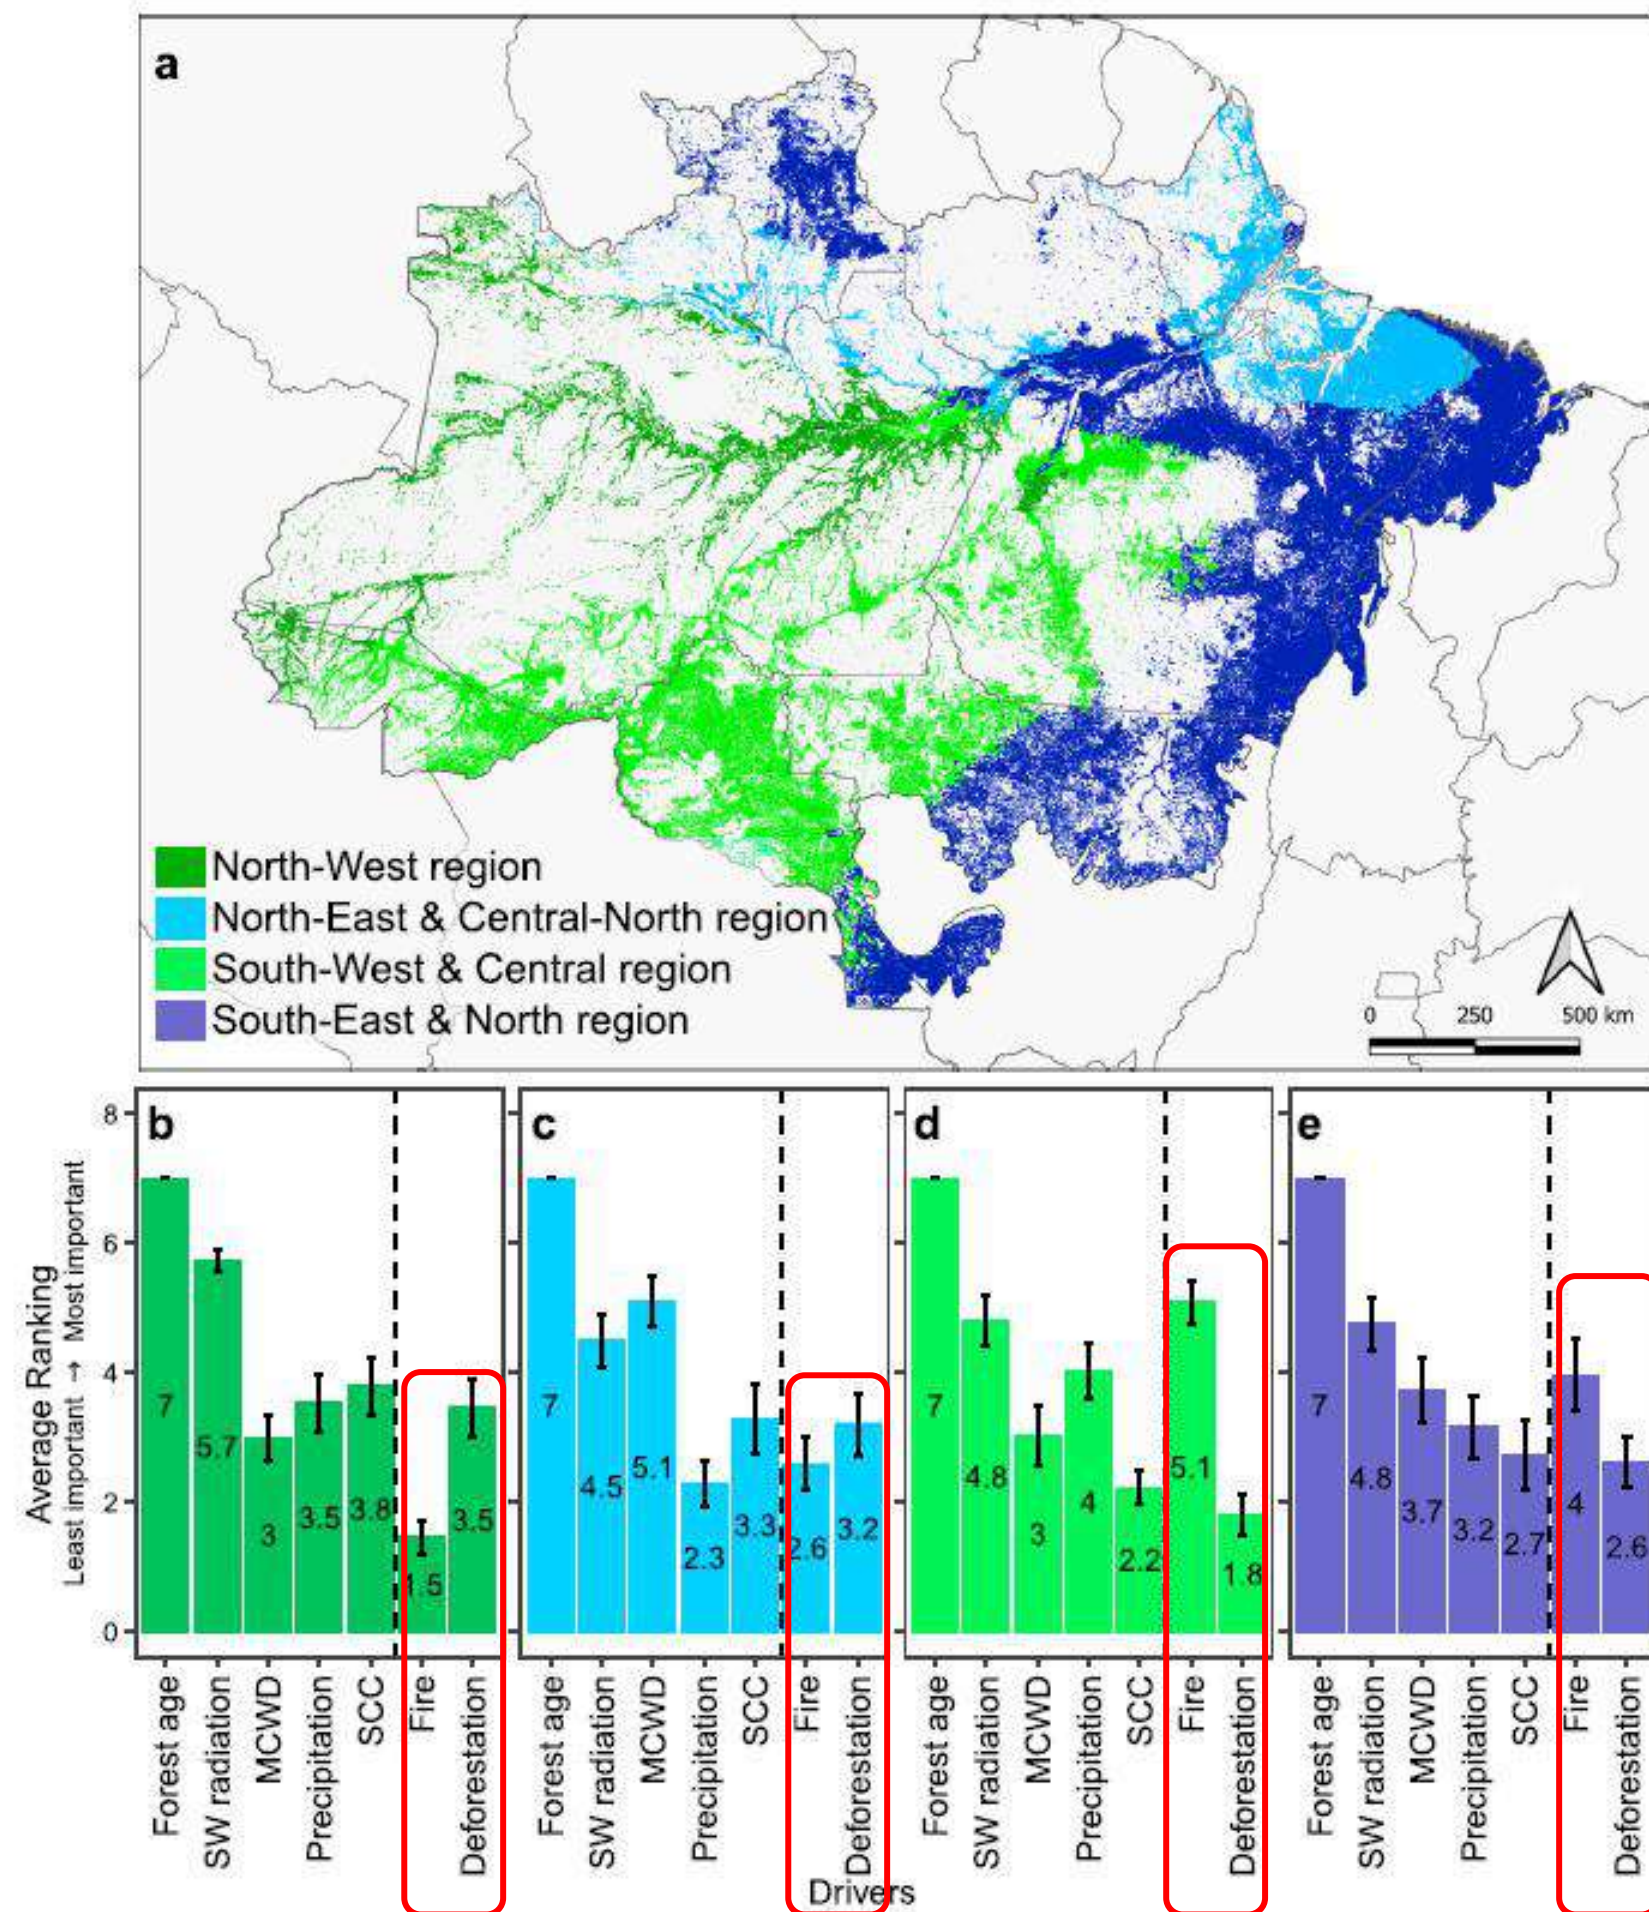 a
North-West region
North-East & Central-North region
South-West & Central region
South-East & North region
0 250 500 km
Average Ranking
Least important → Most important
8
6
4
2
0
b
7
5.7
3
3.5
3.8
1.5
3.5
Forest age
SW radiation
MCWD
Precipitation
SCC
Fire
Deforestation
c
7
4.5
5.1
2.3
3.3
2.6
3.2
Forest age
SW radiation
MCWD
Precipitation
SCC
Fire
Deforestation
d
7
4.8
3
4
2.2
5.1
1.8
Forest age
SW radiation
MCWD
Precipitation
SCC
Fire
Deforestation
e
7
4.8
3.7
3.2
2.7
4
2.6
Forest age
SW radiation
MCWD
Precipitation
SCC
Fire
Deforestation
Drivers